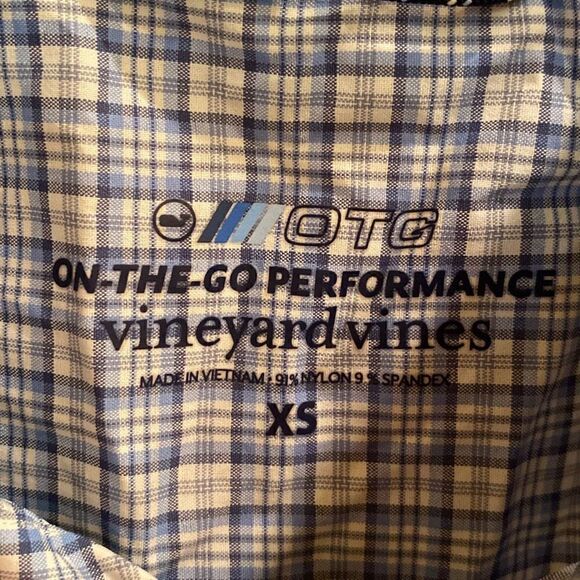 OTG
ON-THE-GO PERFORMANCE
vineyard vines
MADE IN VIETNAM • 91% NYLON 9% SPANDEX
XS